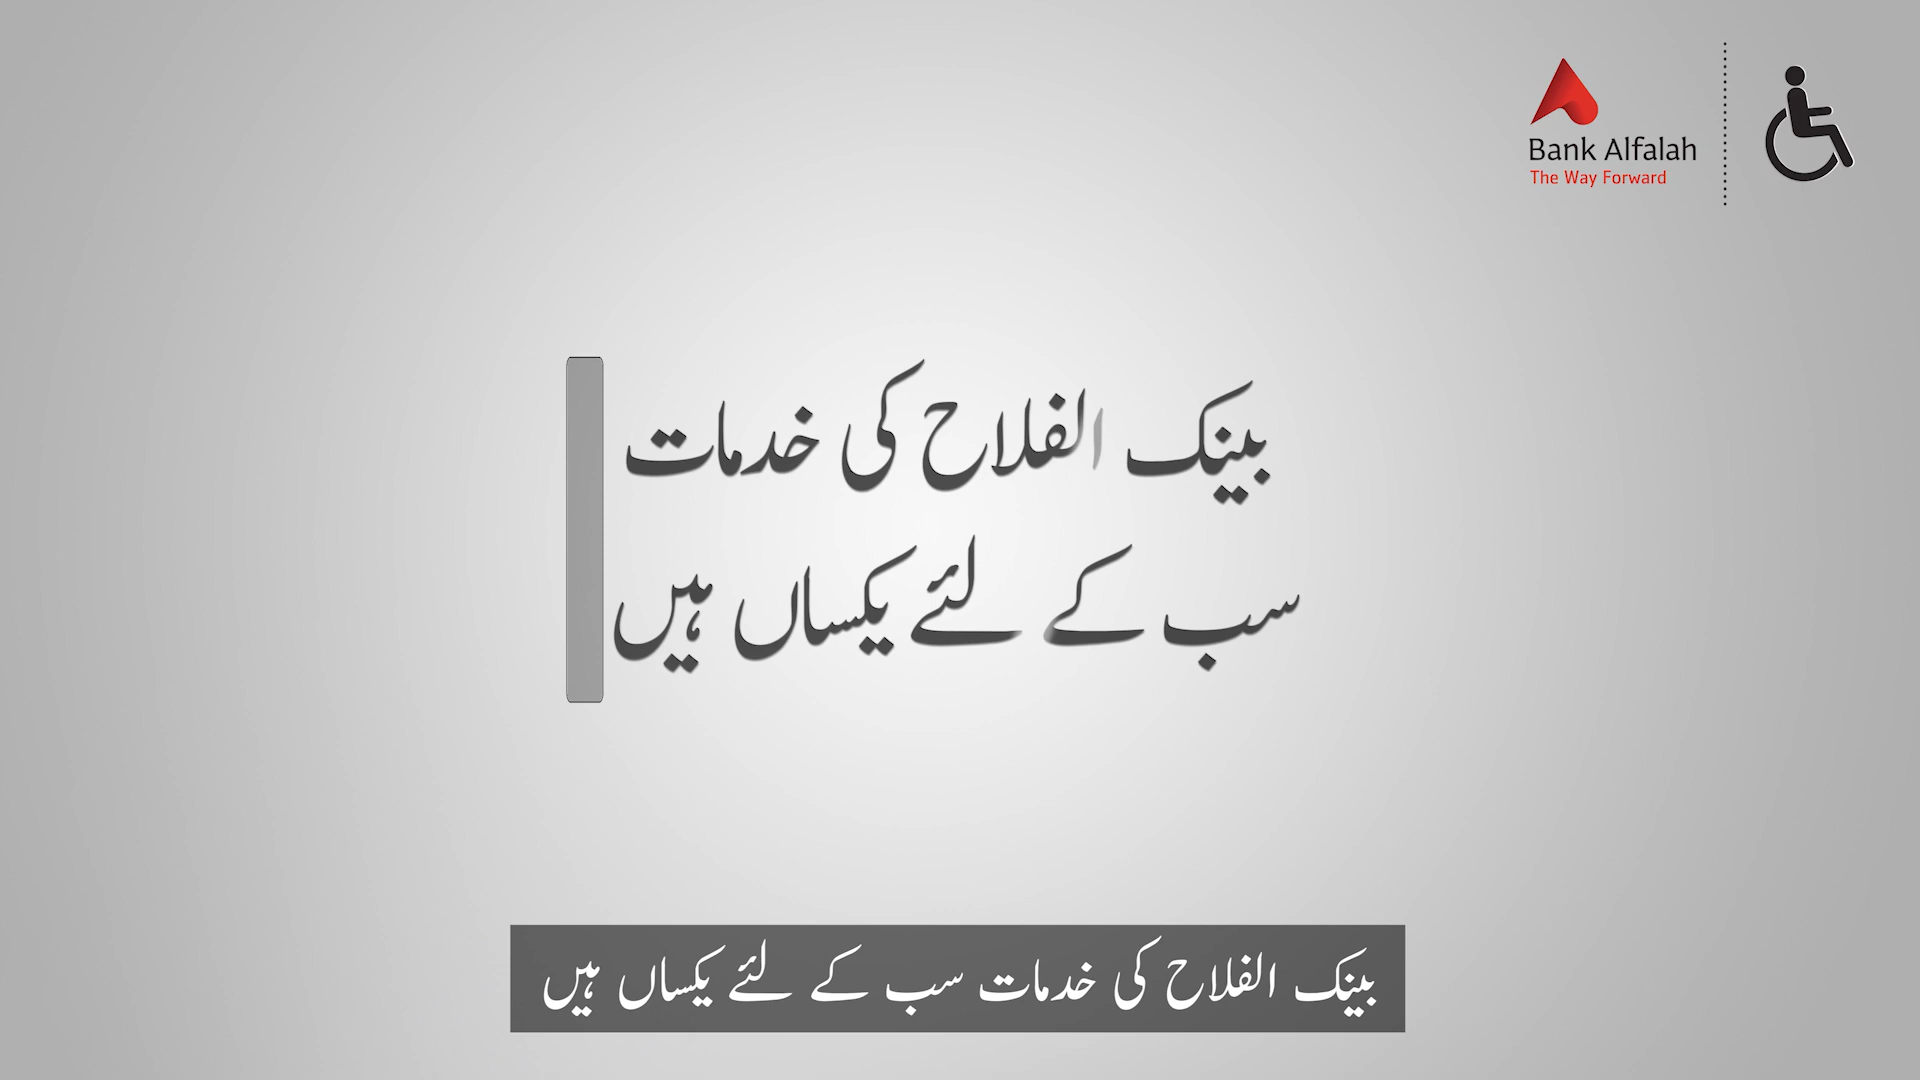 Bank Alfalah
The Way Forward
بینک الفلاح کی خدمات
سب کے لئے یکساں ہیں
بینک الفلاح کی خدمات سب کے لئے یکساں ہیں